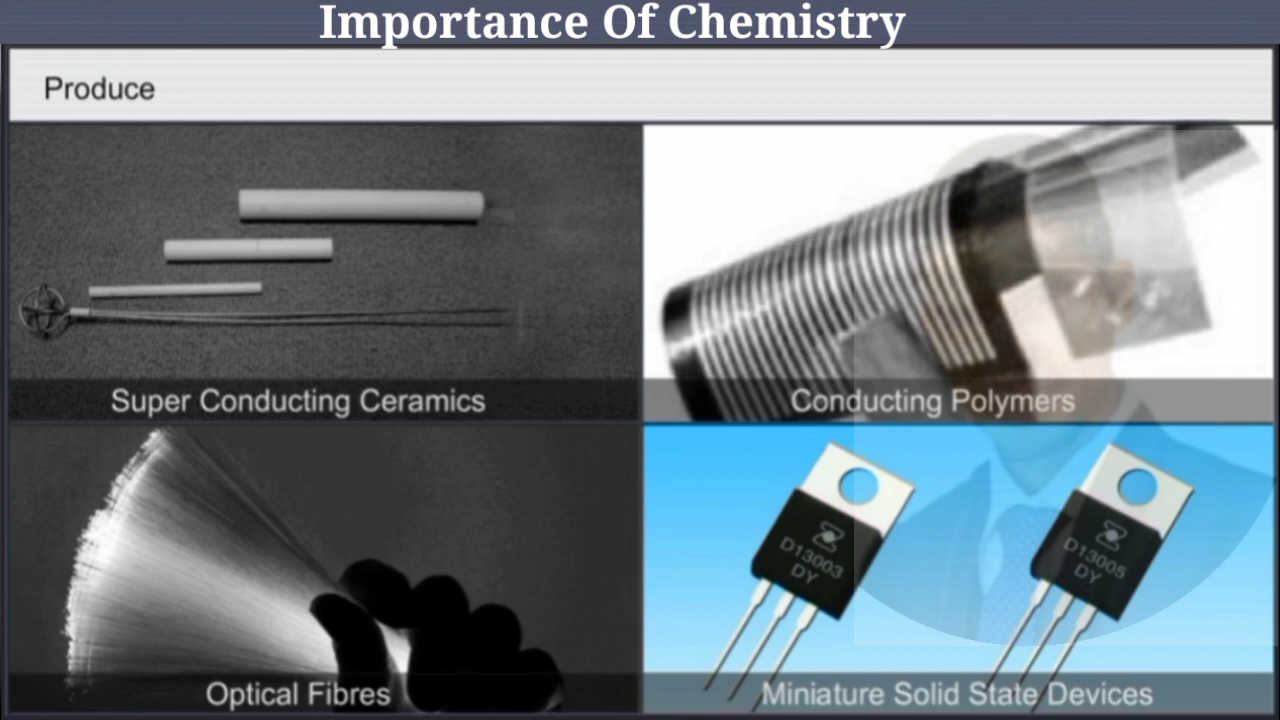 Importance Of Chemistry
Produce
Super Conducting Ceramics
Conducting Polymers
D13003
DY
D13005
DY
Optical Fibres
Miniature Solid State Devices